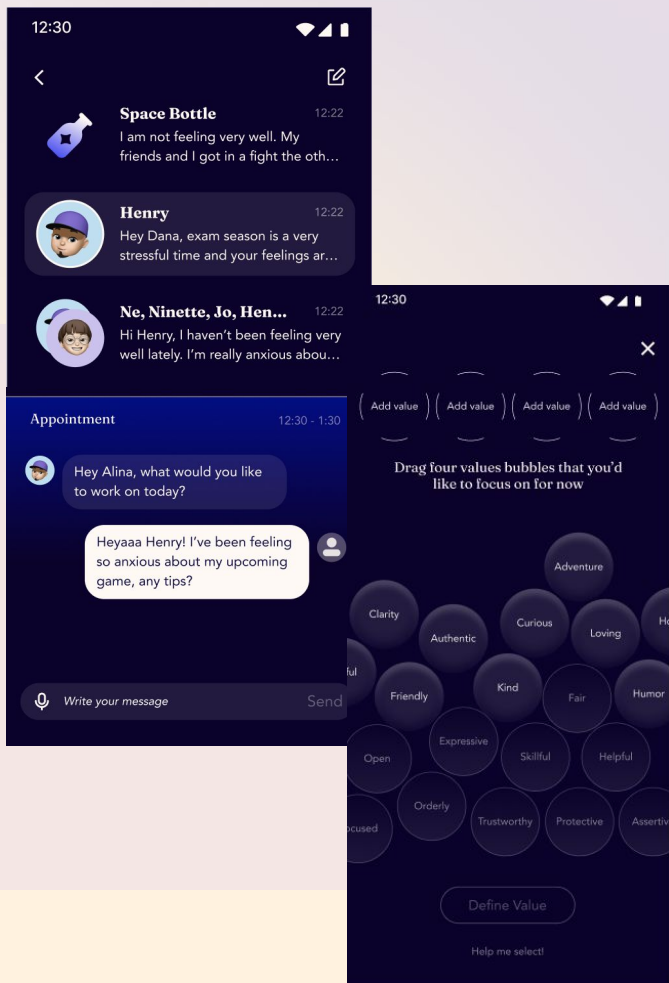 12:30
Space Bottle 12:22
I am not feeling very well. My
friends and I got in a fight the oth...
Henry 12:22
Hey Dana, exam season is a very
stressful time and your feelings ar...
Ne, Ninette, Jo, Hen... 12:22
Hi Henry, I haven't been feeling very
well lately. I'm really anxious abou...
Appointment 12:30 - 1:30
Hey Alina, what would you like
to work on today?
Heyaaa Henry! I've been feeling
so anxious about my upcoming
game, any tips?
Write your message Send
12:30
Add value Add value Add value Add value
Drag four values bubbles that you'd
like to focus on for now
Adventure
Clarity
Curious
Authentic
Loving
Ho
ful
Friendly
Kind
Fair
Humor
Expressive
Open
Skillful
Helpful
Orderly
ocused
Trustworthy
Protective
Assertiv
Define Value
Help me select!